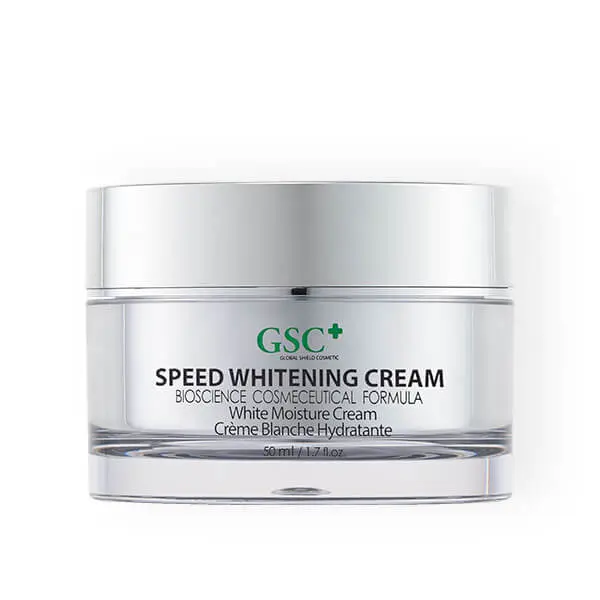 GSC+
GLOBAL SHIELD COSMETIC
SPEED WHITENING CREAM
BIOSCIENCE COSMECEUTICAL FORMULA
White Moisture Cream
Crème Blanche Hydratante
50 ml / 1.7 fl.oz